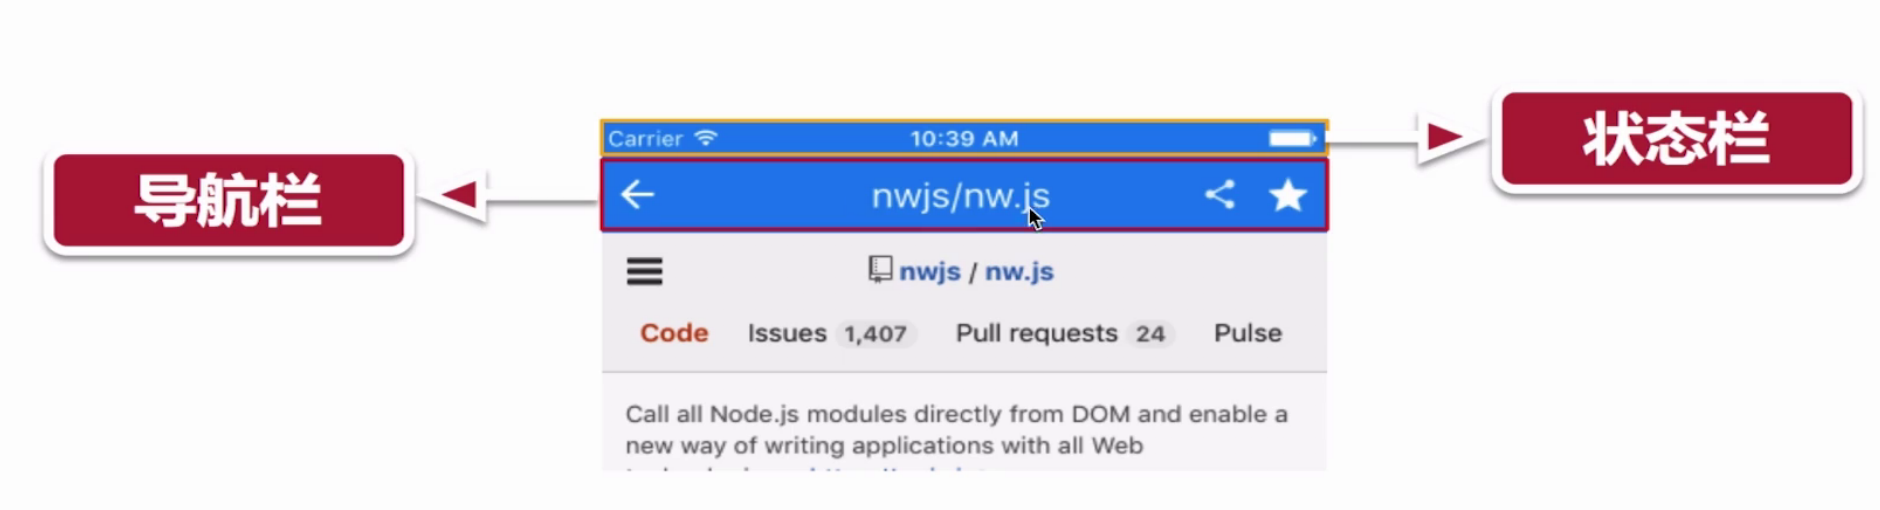 状态栏
Carrier 10:39 AM
导航栏
nwjs/nw.js
nwjs / nw.js
Code Issues 1,407 Pull requests 24 Pulse
Call all Node.js modules directly from DOM and enable a
new way of writing applications with all Web